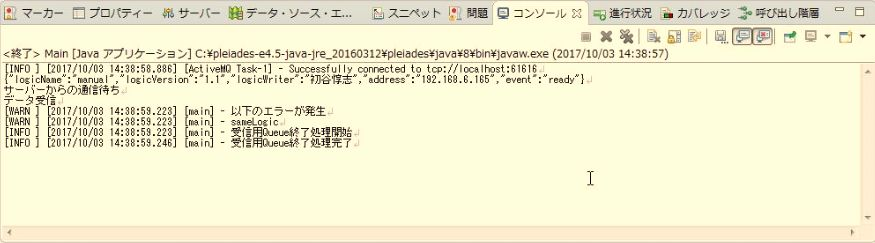 マーカー プロパティー サーバー データ・ソース・エ... スニペット 問題 コンソール 進行状況 カバレッジ 呼び出し階層
<終了> Main [Java アプリケーション] C:¥pleiades-e4.5-java-jre_20160312¥pleiades¥java¥8¥bin¥javaw.exe (2017/10/03 14:38:57)
[INFO ] [2017/10/03 14:38:58.886] [ActiveMQ Task-1] - Successfully connected to tcp://localhost:61616
{"logicName":"manual","logicVersion":"1.1","logicWriter":"初谷惇志","address":"192.168.6.165","event":"ready"}
サーバーからの通信待ち
データ受信
[WARN ] [2017/10/03 14:38:59.223] [main] - 以下のエラーが発生
[WARN ] [2017/10/03 14:38:59.223] [main] - sameLogic
[INFO ] [2017/10/03 14:38:59.223] [main] - 受信用Queue終了処理開始
[INFO ] [2017/10/03 14:38:59.246] [main] - 受信用Queue終了処理完了